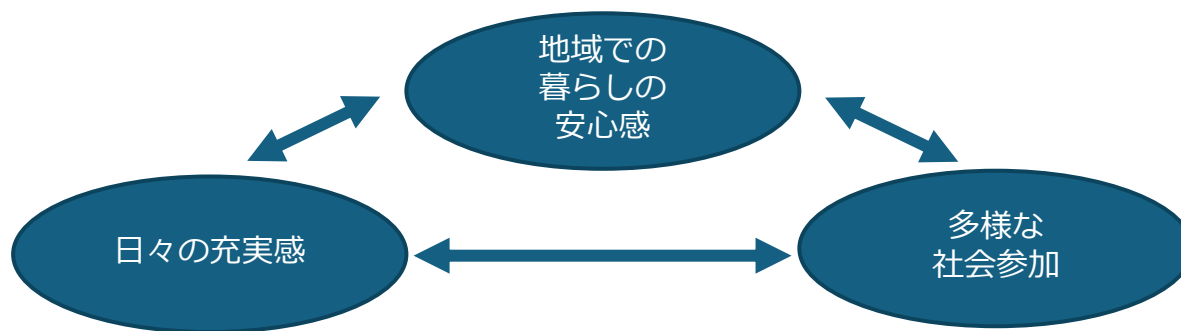 地域での
暮らしの
安心感
日々の充実感
多様な
社会参加